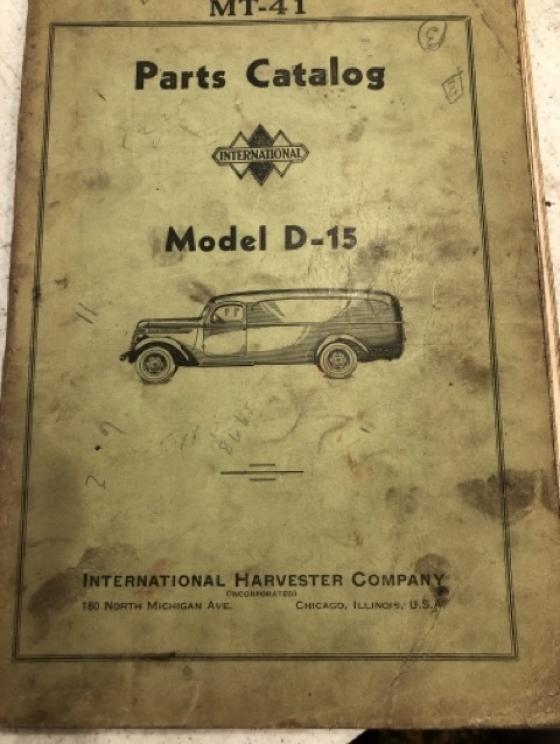 MT-41
Parts Catalog
INTERNATIONAL
Model D-15
INTERNATIONAL HARVESTER COMPANY
(INCORPORATED)
180 NORTH MICHIGAN AVE. CHICAGO, ILLINOIS, U.S.A.